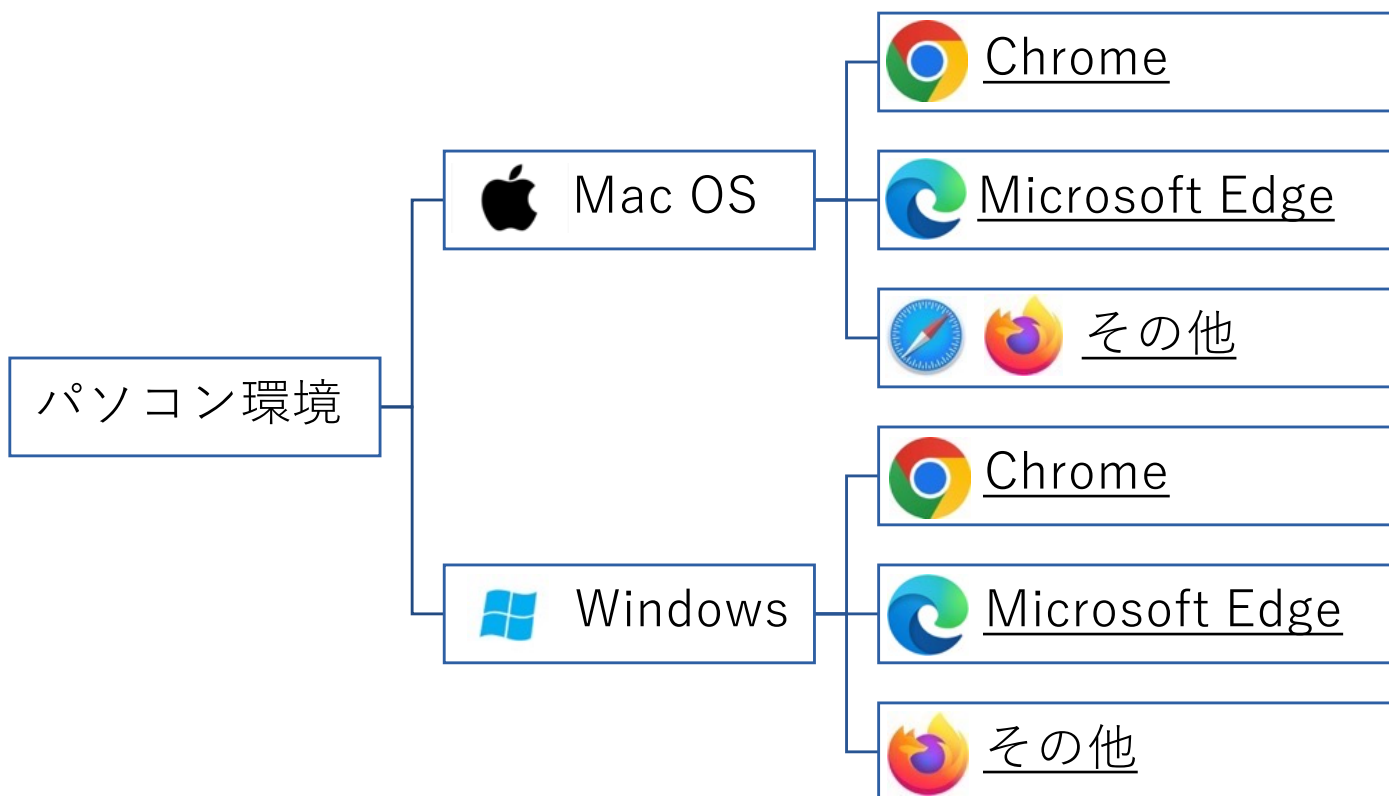 パソコン環境
Mac OS
Chrome
Microsoft Edge
その他
Windows
Chrome
Microsoft Edge
その他